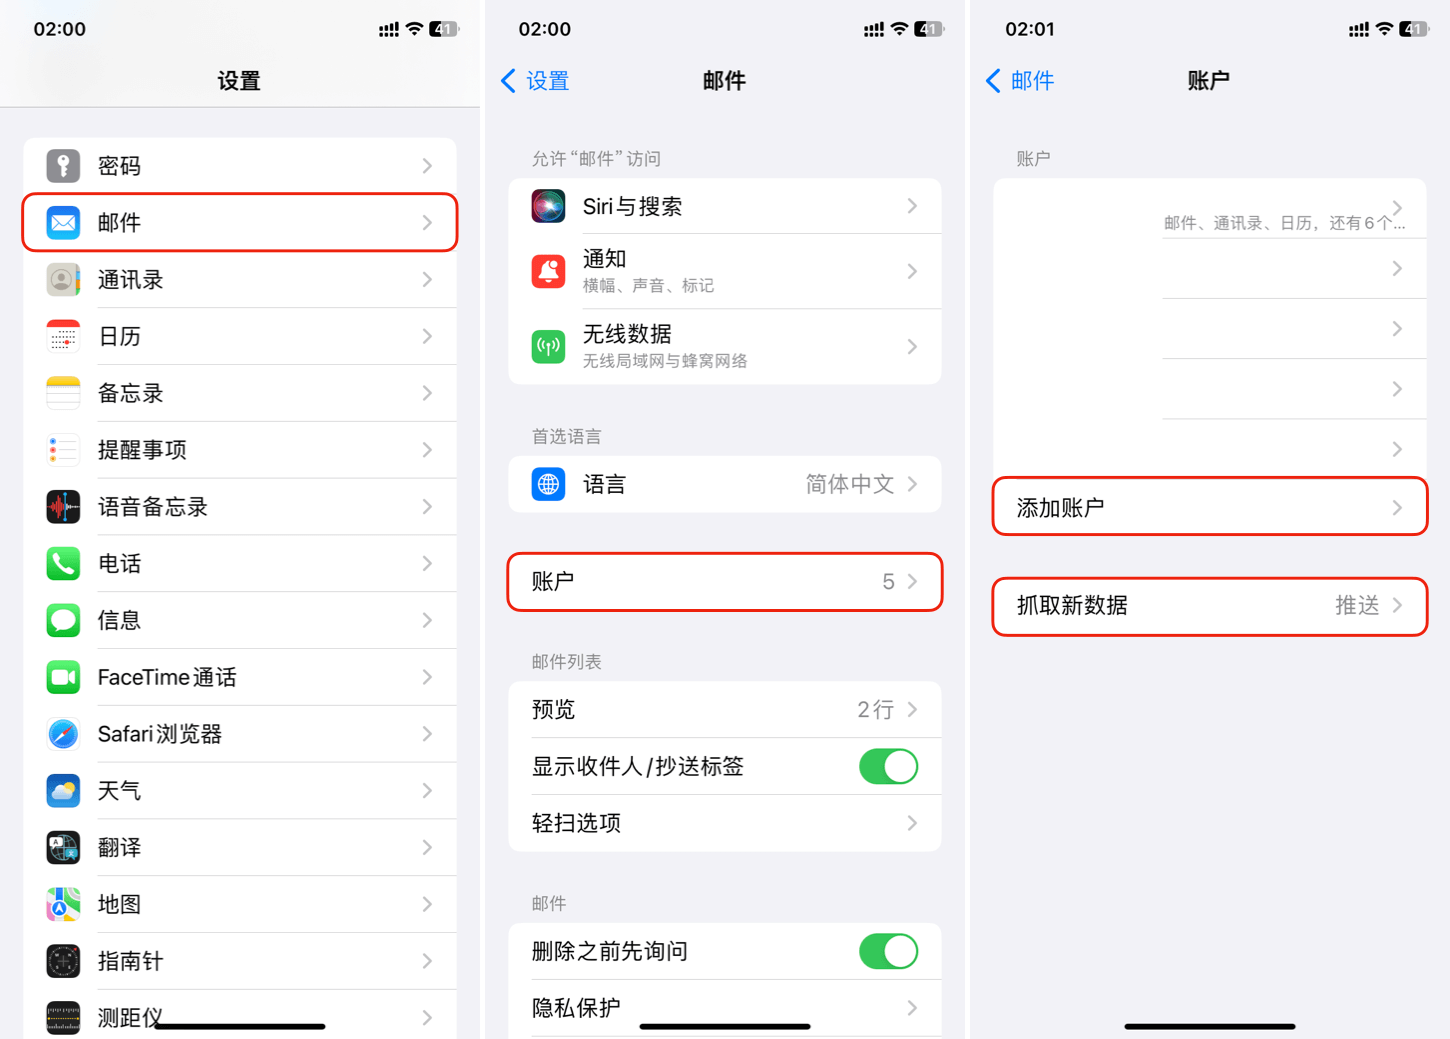 02:00
41
设置
密码
邮件
通讯录
日历
备忘录
提醒事项
语音备忘录
电话
信息
FaceTime通话
Safari浏览器
天气
翻译
地图
指南针
测距仪
02:00
41
设置
邮件
允许“邮件”访问
Siri与搜索
通知
横幅、声音、标记
无线数据
无线局域网与蜂窝网络
首选语言
语言 简体中文
账户 5
邮件列表
预览 2行
显示收件人/抄送标签
轻扫选项
邮件
删除之前先询问
隐私保护
02:01
41
邮件
账户
账户
邮件、通讯录、日历，还有6个...
添加账户
抓取新数据 推送